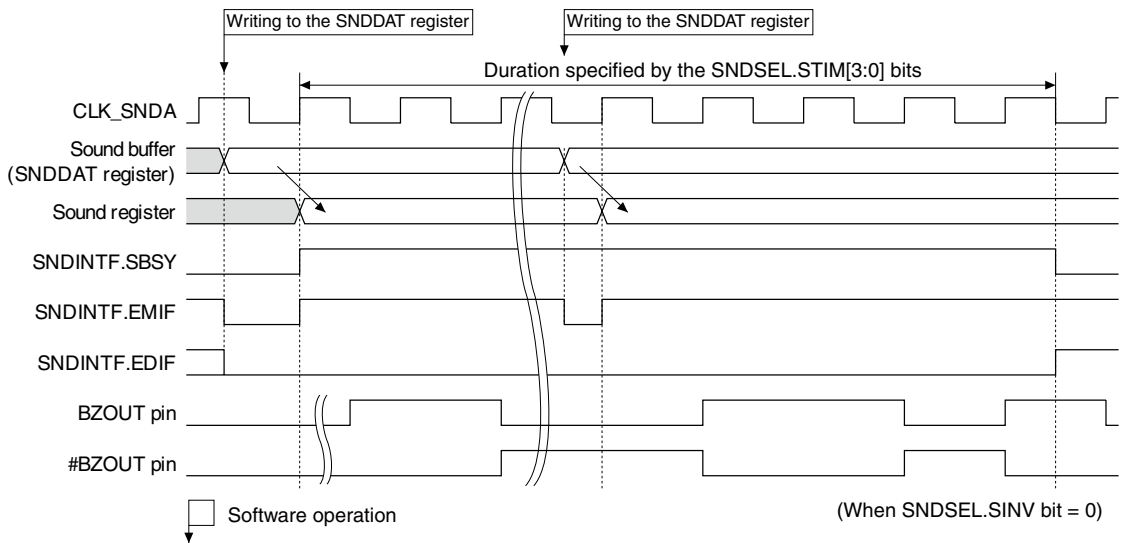 Writing to the SNDDAT register
Writing to the SNDDAT register
Duration specified by the SNDSEL.STIM[3:0] bits
CLK_SNDA
Sound buffer
(SNDDAT register)
Sound register
SNDINTF.SBSY
SNDINTF.EMIF
SNDINTF.EDIF
BZOUT pin
#BZOUT pin
Software operation
(When SNDSEL.SINV bit = 0)